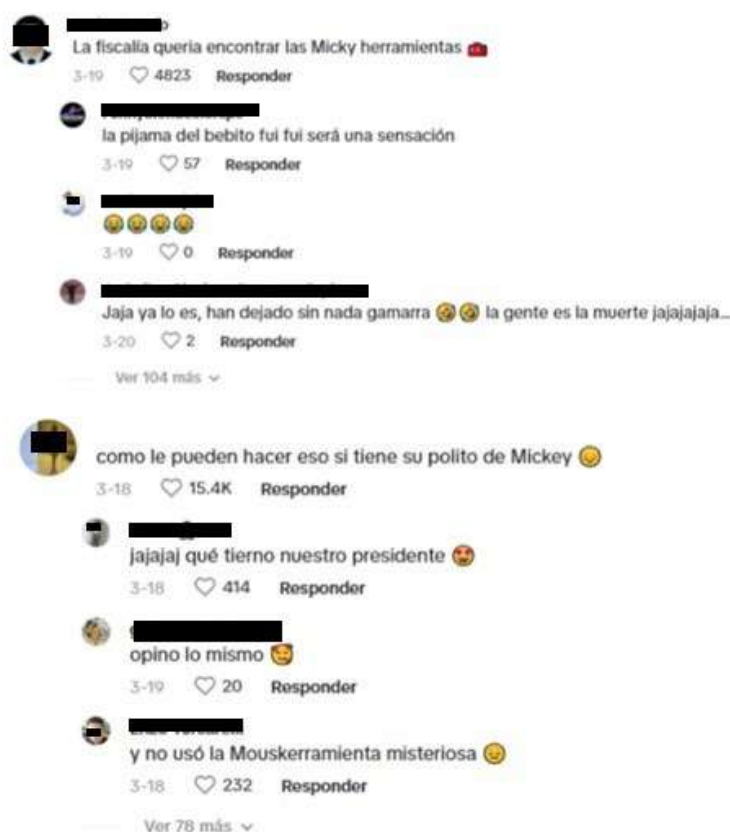 La fiscalía queria encontrar las Micky herramientas
3-19 4823 Responder
la pijama del bebito fui fui será una sensación
3-19 57 Responder
3-19 0 Responder
Jaja ya lo es, han dejado sin nada gamarra 🤣🤣 la gente es la muerte jajajajaja...
3-20 2 Responder
Ver 104 más
como le pueden hacer eso si tiene su polito de Mickey
3-18 15.4K Responder
jajajaj qué tierno nuestro presidente
3-18 414 Responder
opino lo mismo
3-19 20 Responder
y no usó la Mouskerramienta misteriosa
3-18 232 Responder
Ver 78 más